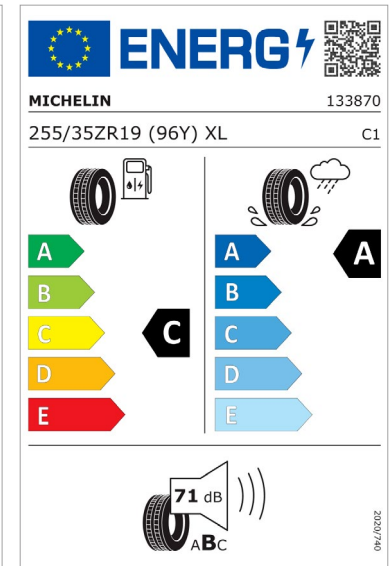 ENERG
MICHELIN 133870
255/35ZR19 (96Y) XL C1
A A A
B B
C C C
D D
E E
71 dB
ABC
2020/740